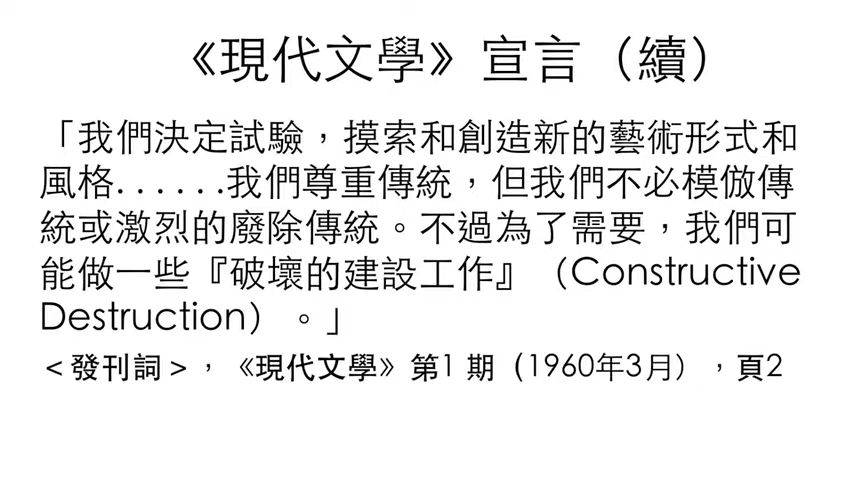 《現代文學》宣言（續）
「我們決定試驗，摸索和創造新的藝術形式和
風格......我們尊重傳統，但我們不必模倣傳
統或激烈的廢除傳統。不過為了需要，我們可
能做一些『破壞的建設工作』（Constructive
Destruction）。」
＜發刊詞＞，《現代文學》第1 期（1960年3月），頁2